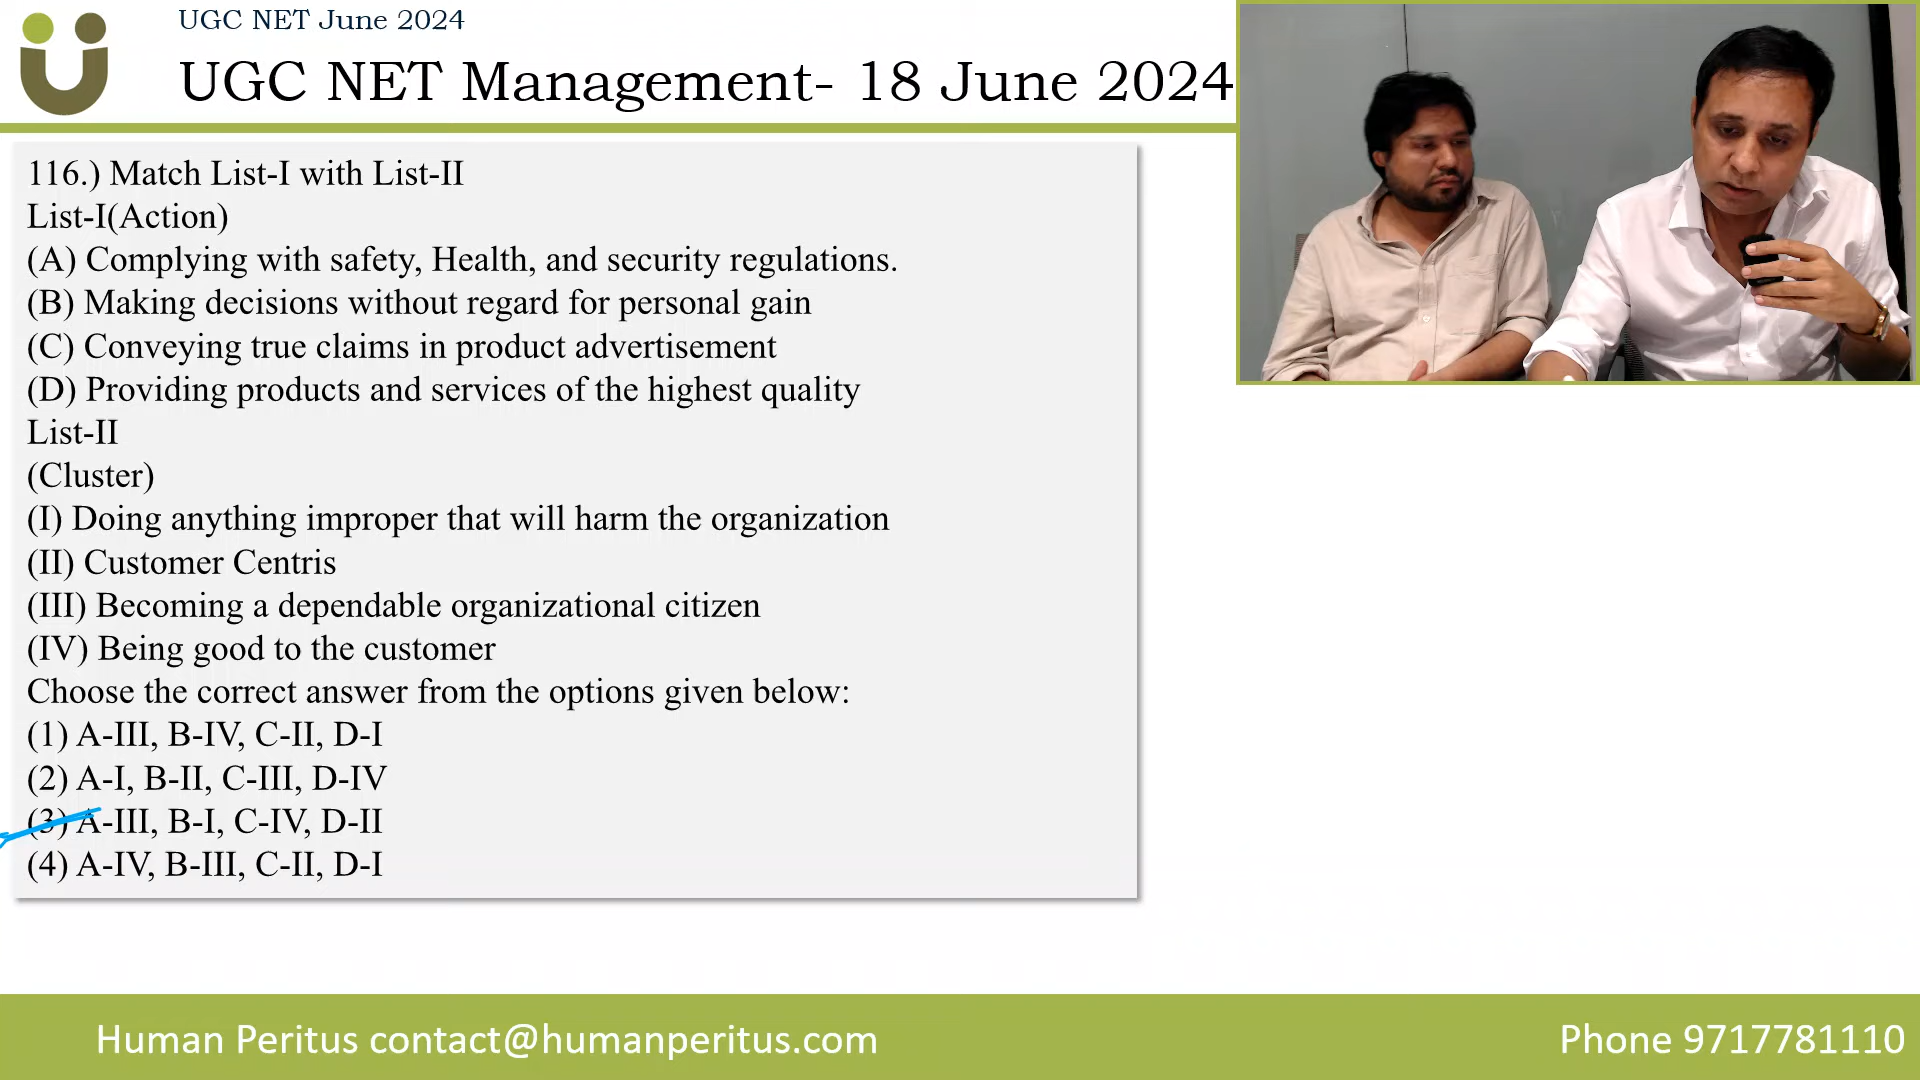 UGC NET June 2024
UGC NET Management- 18 June 2024
116.) Match List-I with List-II
List-I(Action)
(A) Complying with safety, Health, and security regulations.
(B) Making decisions without regard for personal gain
(C) Conveying true claims in product advertisement
(D) Providing products and services of the highest quality
List-II
(Cluster)
(I) Doing anything improper that will harm the organization
(II) Customer Centris
(III) Becoming a dependable organizational citizen
(IV) Being good to the customer
Choose the correct answer from the options given below:
(1) A-III, B-IV, C-II, D-I
(2) A-I, B-II, C-III, D-IV
(3) A-III, B-I, C-IV, D-II
(4) A-IV, B-III, C-II, D-I
Human Peritus contact@humanperitus.com
Phone 9717781110